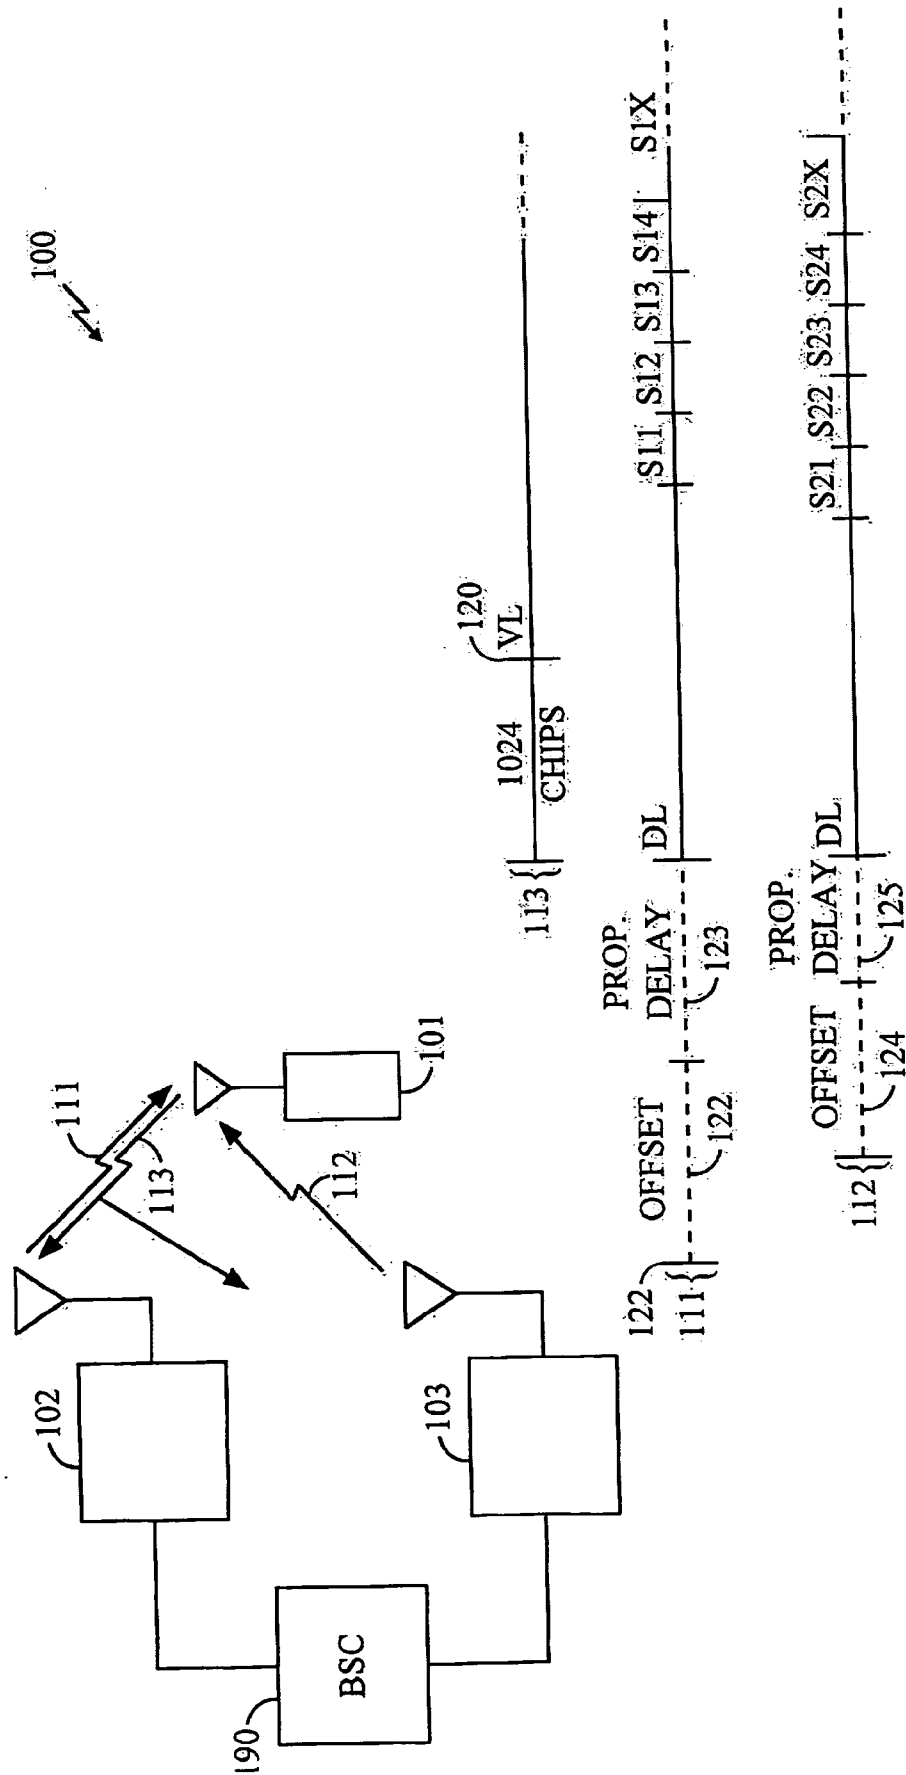 100
111
113
101
112
102
103
190
BSC
113
1024
CHIPS
120
VL
122
111
OFFSET
122
PROP.
DELAY
123
DL
S11 S12 S13 S14 S1X
112
OFFSET
124
PROP.
DELAY
125
DL
S21 S22 S23 S24 S2X